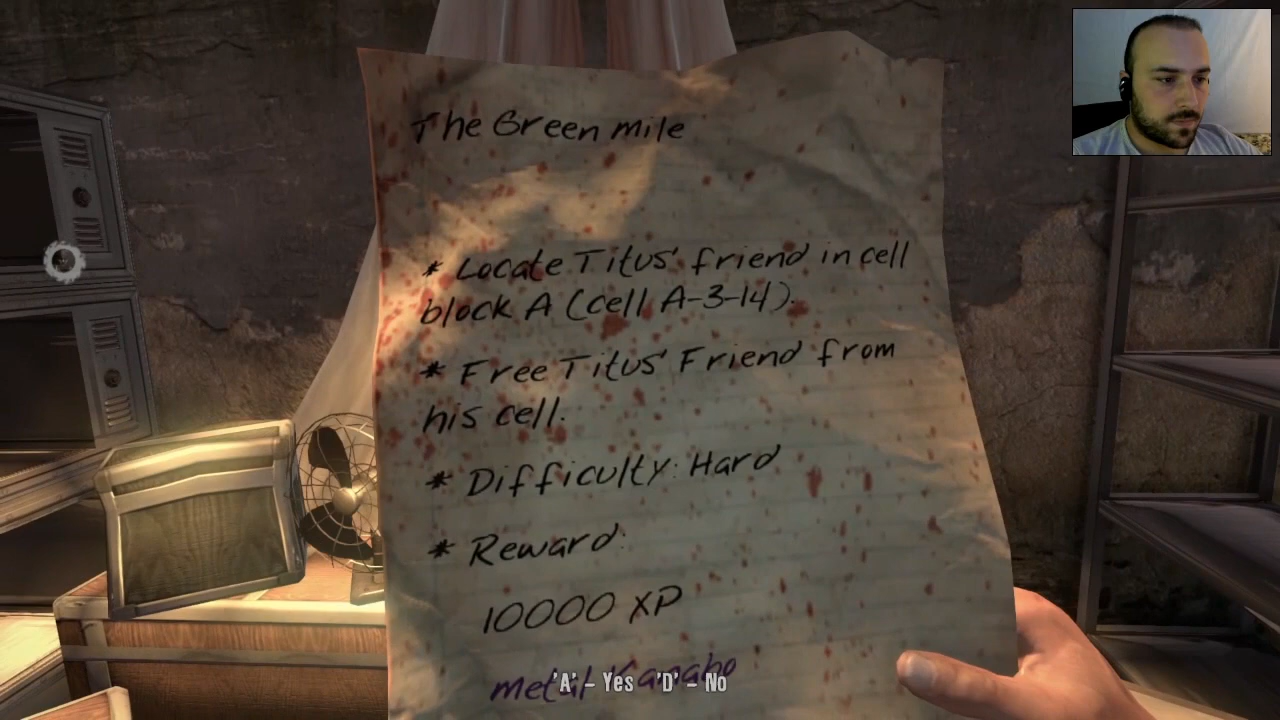 The Green mile
* Locate Titus' friend in cell
block A (cell A-3-14).
* Free Titus' Friend from
his cell.
* Difficulty: Hard
* Reward:
10000 XP
metal
'A' - Yes 'D' - No